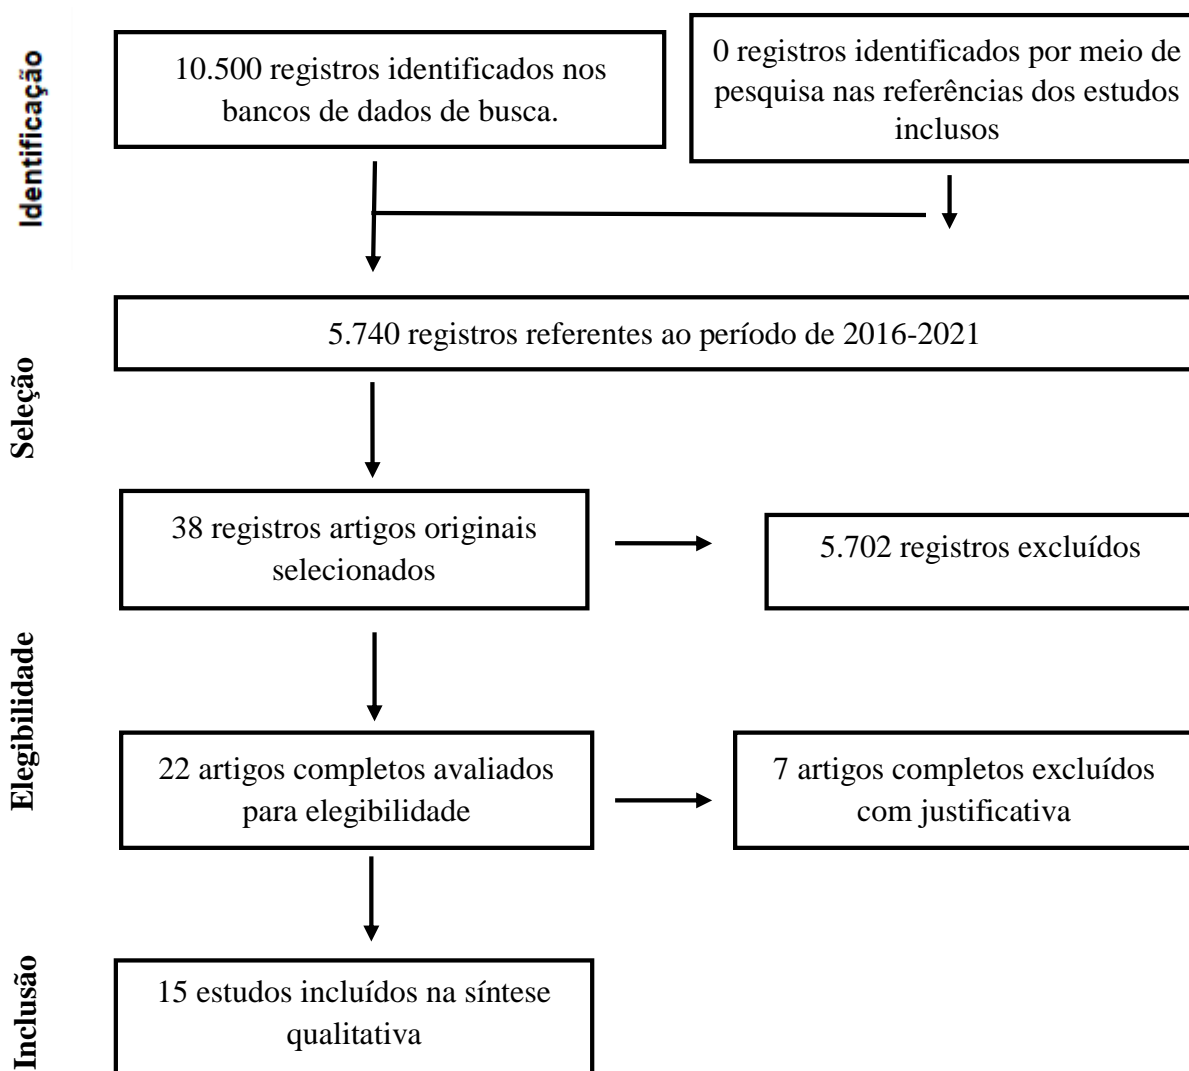 Identificação
10.500 registros identificados nos
bancos de dados de busca.
0 registros identificados por meio de
pesquisa nas referências dos estudos
inclusos
Seleção
5.740 registros referentes ao período de 2016-2021
38 registros artigos originais
selecionados
5.702 registros excluídos
Elegibilidade
22 artigos completos avaliados
para elegibilidade
7 artigos completos excluídos
com justificativa
Inclusão
15 estudos incluídos na síntese
qualitativa